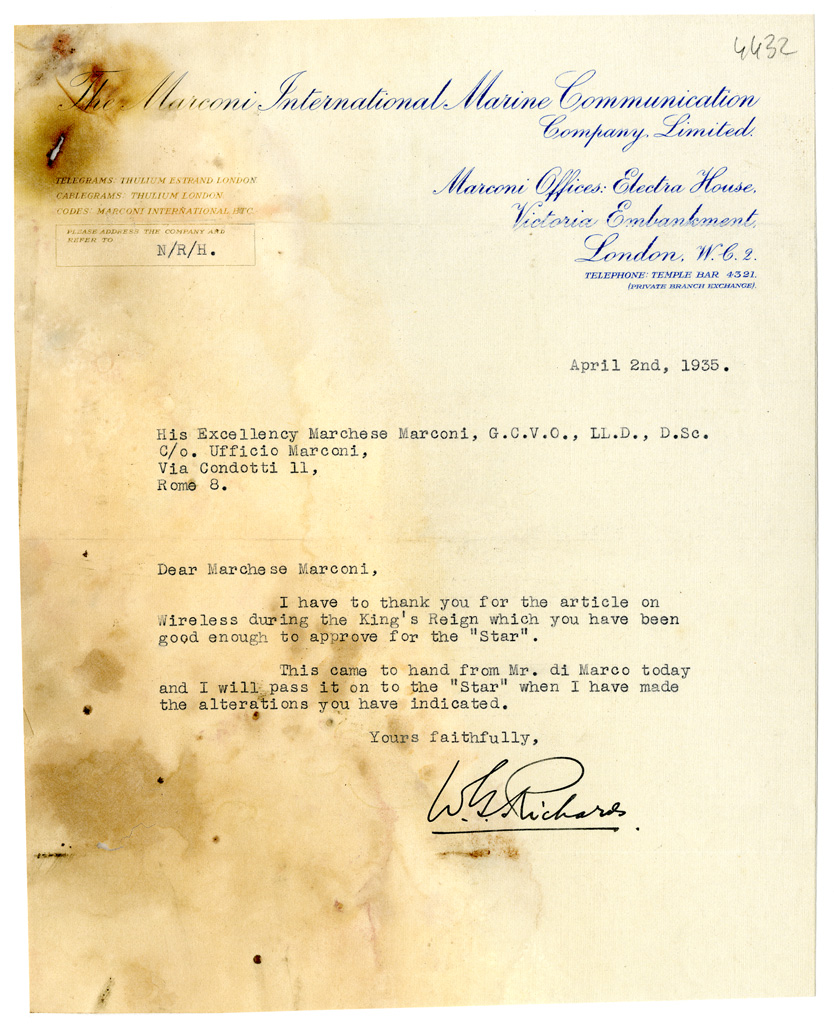 4432
The Marconi International Marine Communication
Company, Limited.
TELEGRAMS: THULIUM ESTRAND LONDON.
CABLEGRAMS: THULIUM LONDON.
CODES: MARCONI INTERNATIONAL ETC.
PLEASE ADDRESS THE COMPANY AND
REFER TO
N/R/H.
Marconi Offices: Electra House,
Victoria Embankment,
London, W.C.2.
TELEPHONE: TEMPLE BAR 4321.
(PRIVATE BRANCH EXCHANGE).
April 2nd, 1935.
His Excellency Marchese Marconi, G.C.V.O., LL.D., D.Sc.
C/o. Ufficio Marconi,
Via Condotti 11,
Rome 8.
Dear Marchese Marconi,
I have to thank you for the article on
Wireless during the King's Reign which you have been
good enough to approve for the "Star".
This came to hand from Mr. di Marco today
and I will pass it on to the "Star" when I have made
the alterations you have indicated.
Yours faithfully,
W.G. Richards.